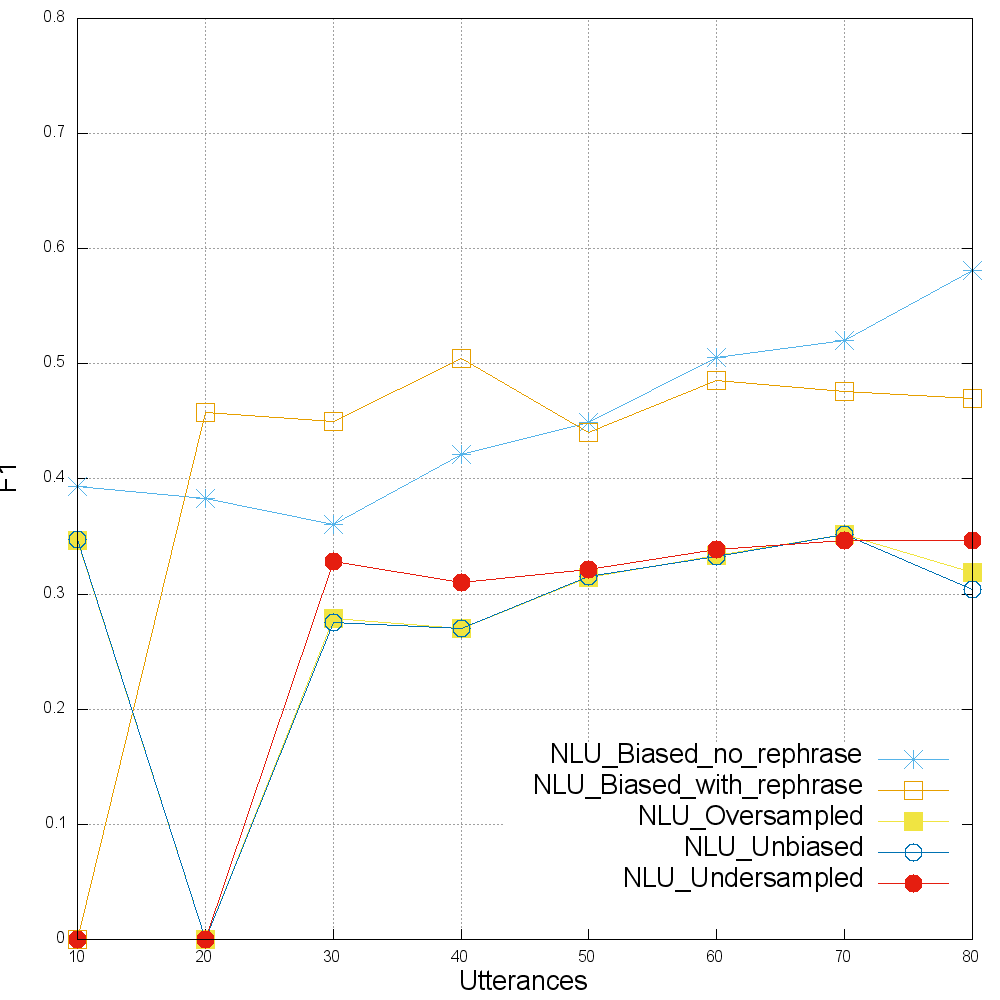 0.8
0.7
0.6
0.5
0.4
0.3
0.2
0.1
0
F1
NLU_Biased_no_rephrase
NLU_Biased_with_rephrase
NLU_Oversampled
NLU_Unbiased
NLU_Undersampled
10 20 30 40 50 60 70 80
Utterances